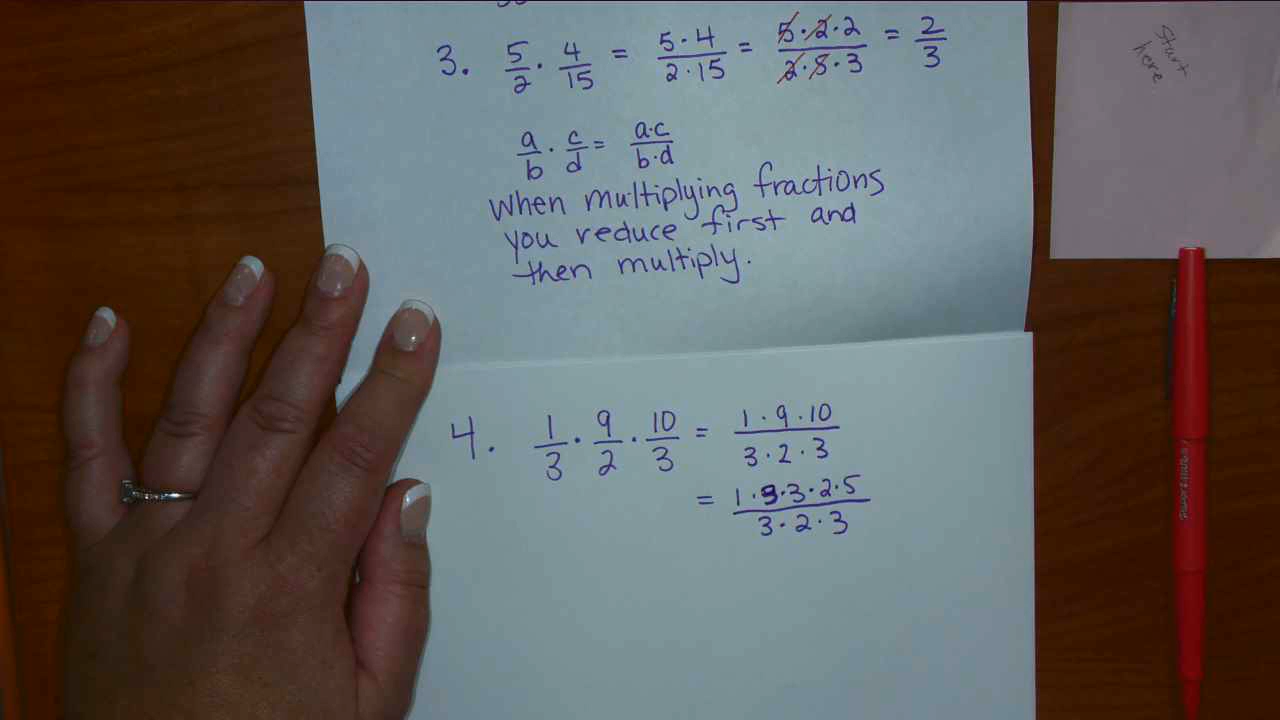 3. 5/2 · 4/15 = 5·4/2·15 = 5·2·2/2·5·3 = 2/3
a/b · c/d = a·c/b·d
When multiplying fractions
you reduce first and
then multiply.
4. 1/3 · 9/2 · 10/3 = 1·9·10/3·2·3
= 1·3·3·2·5/3·2·3
Start
here